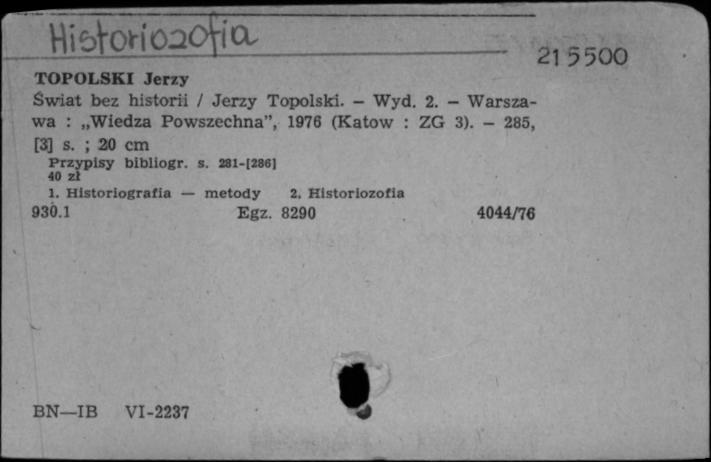 Historiozofia
215500
TOPOLSKI Jerzy
Świat bez historii / Jerzy Topolski. — Wyd. 2. — Warsza-
wa : „Wiedza Powszechna”, 1976 (Katow : ZG 3). — 285,
[3] s. ; 20 cm
Przypisy bibliogr. s. 281-[286]
40 zł
1. Historiografia — metody 2. Historiozofia
930.1 Egz. 8290 4044/76
BN—IB VI-2237